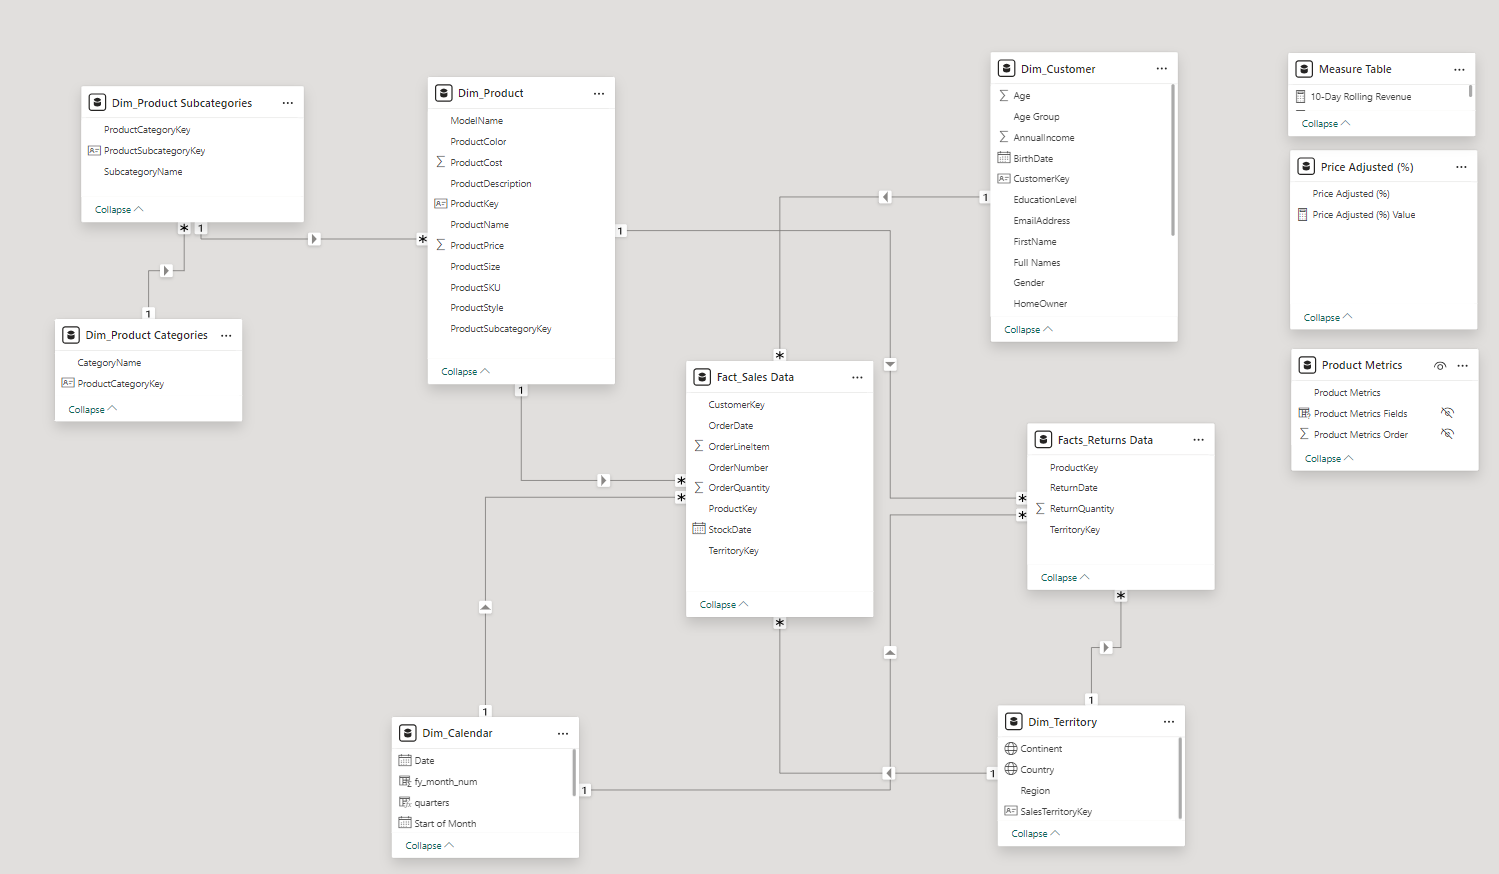 Dim_Product Subcategories
ProductCategoryKey
ProductSubcategoryKey
SubcategoryName
Collapse
* 1
*
1
Dim_Product Categories
CategoryName
ProductCategoryKey
Collapse
Dim_Product
ModelName
ProductColor
ProductCost
ProductDescription
ProductKey
ProductName
ProductPrice
ProductSize
ProductSKU
ProductStyle
ProductSubcategoryKey
Collapse
1
1
Dim_Customer
Age
Age Group
AnnualIncome
BirthDate
CustomerKey
EducationLevel
EmailAddress
FirstName
Full Names
Gender
HomeOwner
Collapse
1
*
Fact_Sales Data
CustomerKey
OrderDate
OrderLineItem
OrderNumber
OrderQuantity
ProductKey
StockDate
TerritoryKey
Collapse
*
*
*
Facts_Returns Data
ProductKey
ReturnDate
ReturnQuantity
TerritoryKey
Collapse
*
*
*
1
Dim_Calendar
Date
fy_month_num
quarters
Start of Month
Collapse
1
1
Dim_Territory
Continent
Country
Region
SalesTerritoryKey
Collapse
1
Measure Table
10-Day Rolling Revenue
Collapse
Price Adjusted (%)
Price Adjusted (%)
Price Adjusted (%) Value
Collapse
Product Metrics
Product Metrics
Product Metrics Fields
Product Metrics Order
Collapse